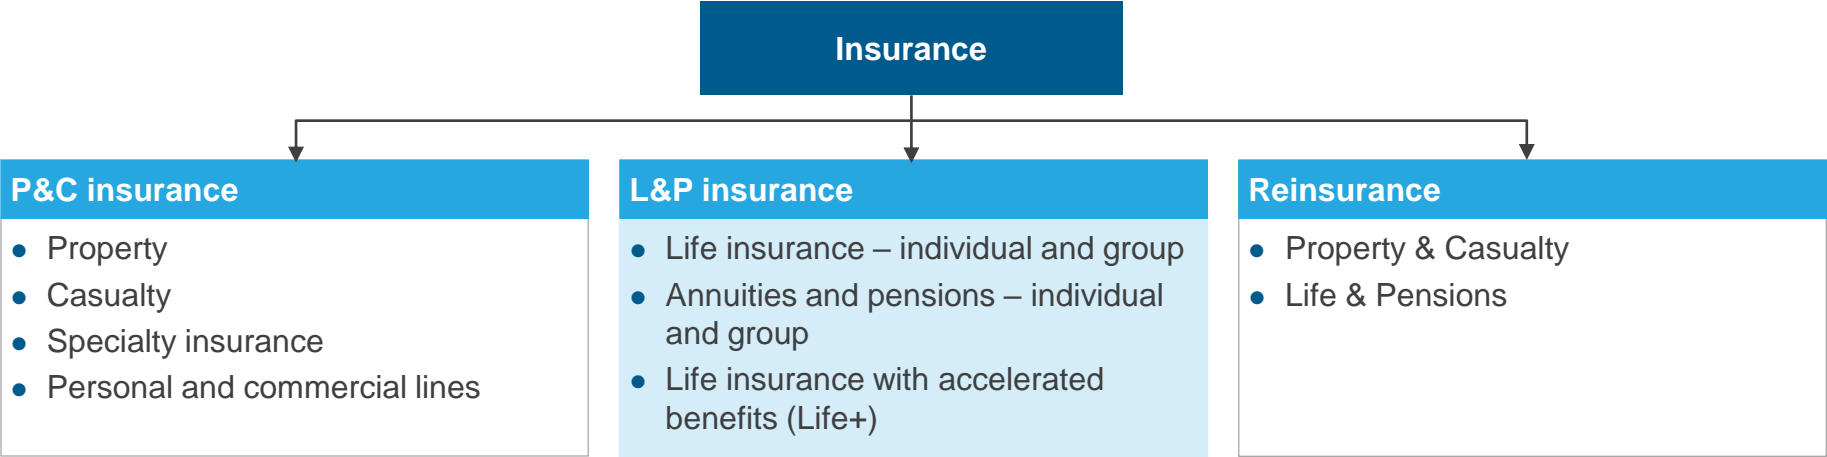 Insurance
P&C insurance
● Property
● Casualty
● Specialty insurance
● Personal and commercial lines
L&P insurance
● Life insurance – individual and group
● Annuities and pensions – individual
and group
● Life insurance with accelerated
benefits (Life+)
Reinsurance
● Property & Casualty
● Life & Pensions